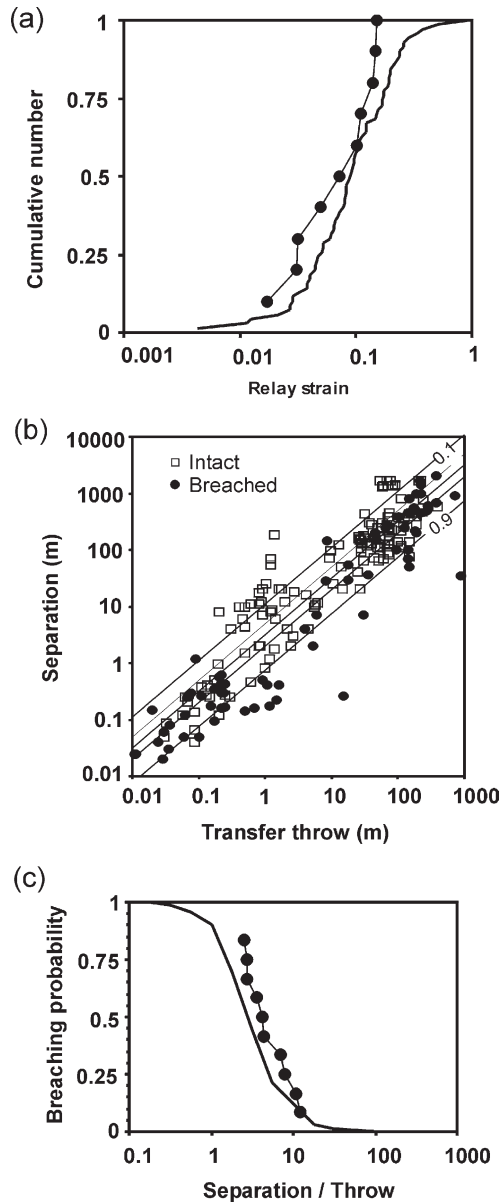 (a)
1
0.75
0.5
0.25
0
Cumulative number
0.001 0.01 0.1 1
Relay strain
(b)
10000
1000
100
10
1
0.1
0.01
Separation (m)
Intact
Breached
0.1
0.9
0.01 0.1 1 10 100 1000
Transfer throw (m)
(c)
1
0.75
0.5
0.25
0
Breaching probability
0.1 1 10 100 1000
Separation / Throw